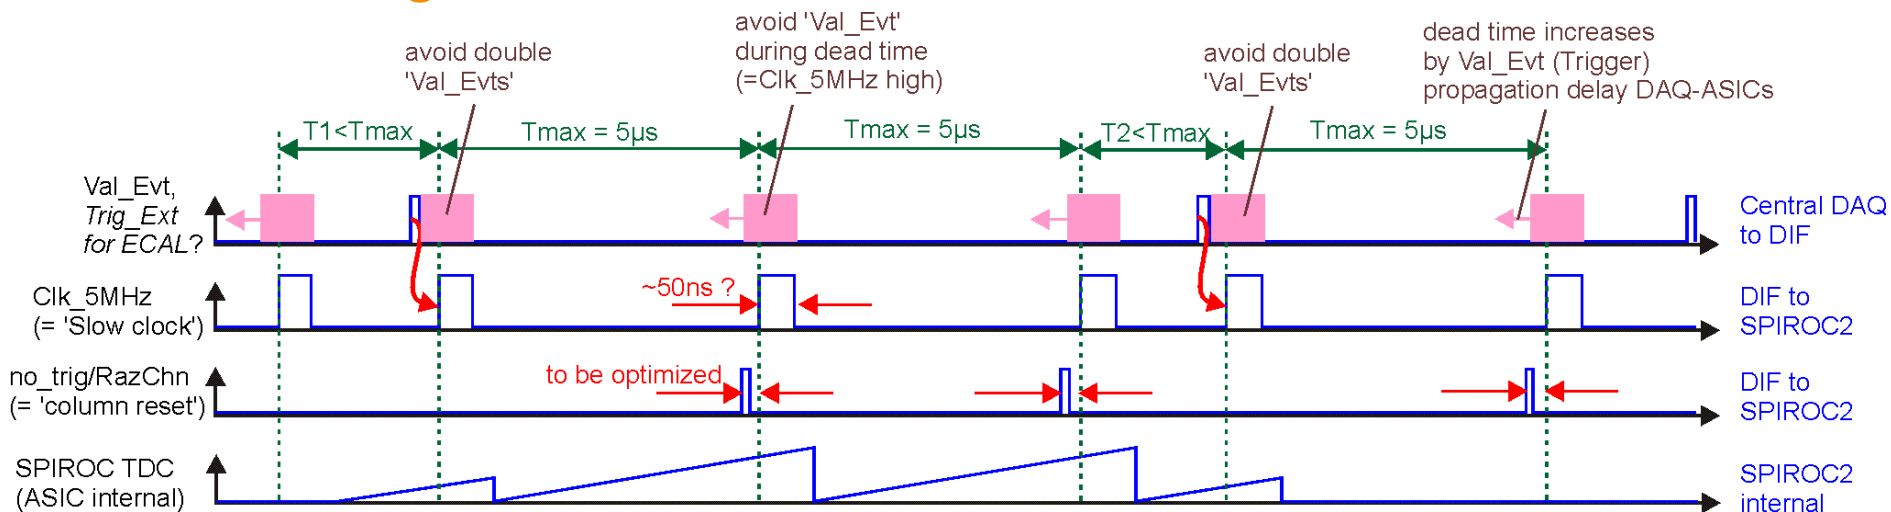 avoid double
'Val_Evts'
avoid 'Val_Evt'
during dead time
(=Clk_5MHz high)
avoid double
'Val_Evts'
dead time increases
by Val_Evt (Trigger)
propagation delay DAQ-ASICs
T1<Tmax
Tmax = 5µs
Tmax = 5µs
T2<Tmax
Tmax = 5µs
Val_Evt,
Trig_Ext
for ECAL?
Central DAQ
to DIF
Clk_5MHz
(= 'Slow clock')
~50ns ?
DIF to
SPIROC2
no_trig/RazChn
(= 'column reset')
to be optimized
DIF to
SPIROC2
SPIROC TDC
(ASIC internal)
SPIROC2
internal